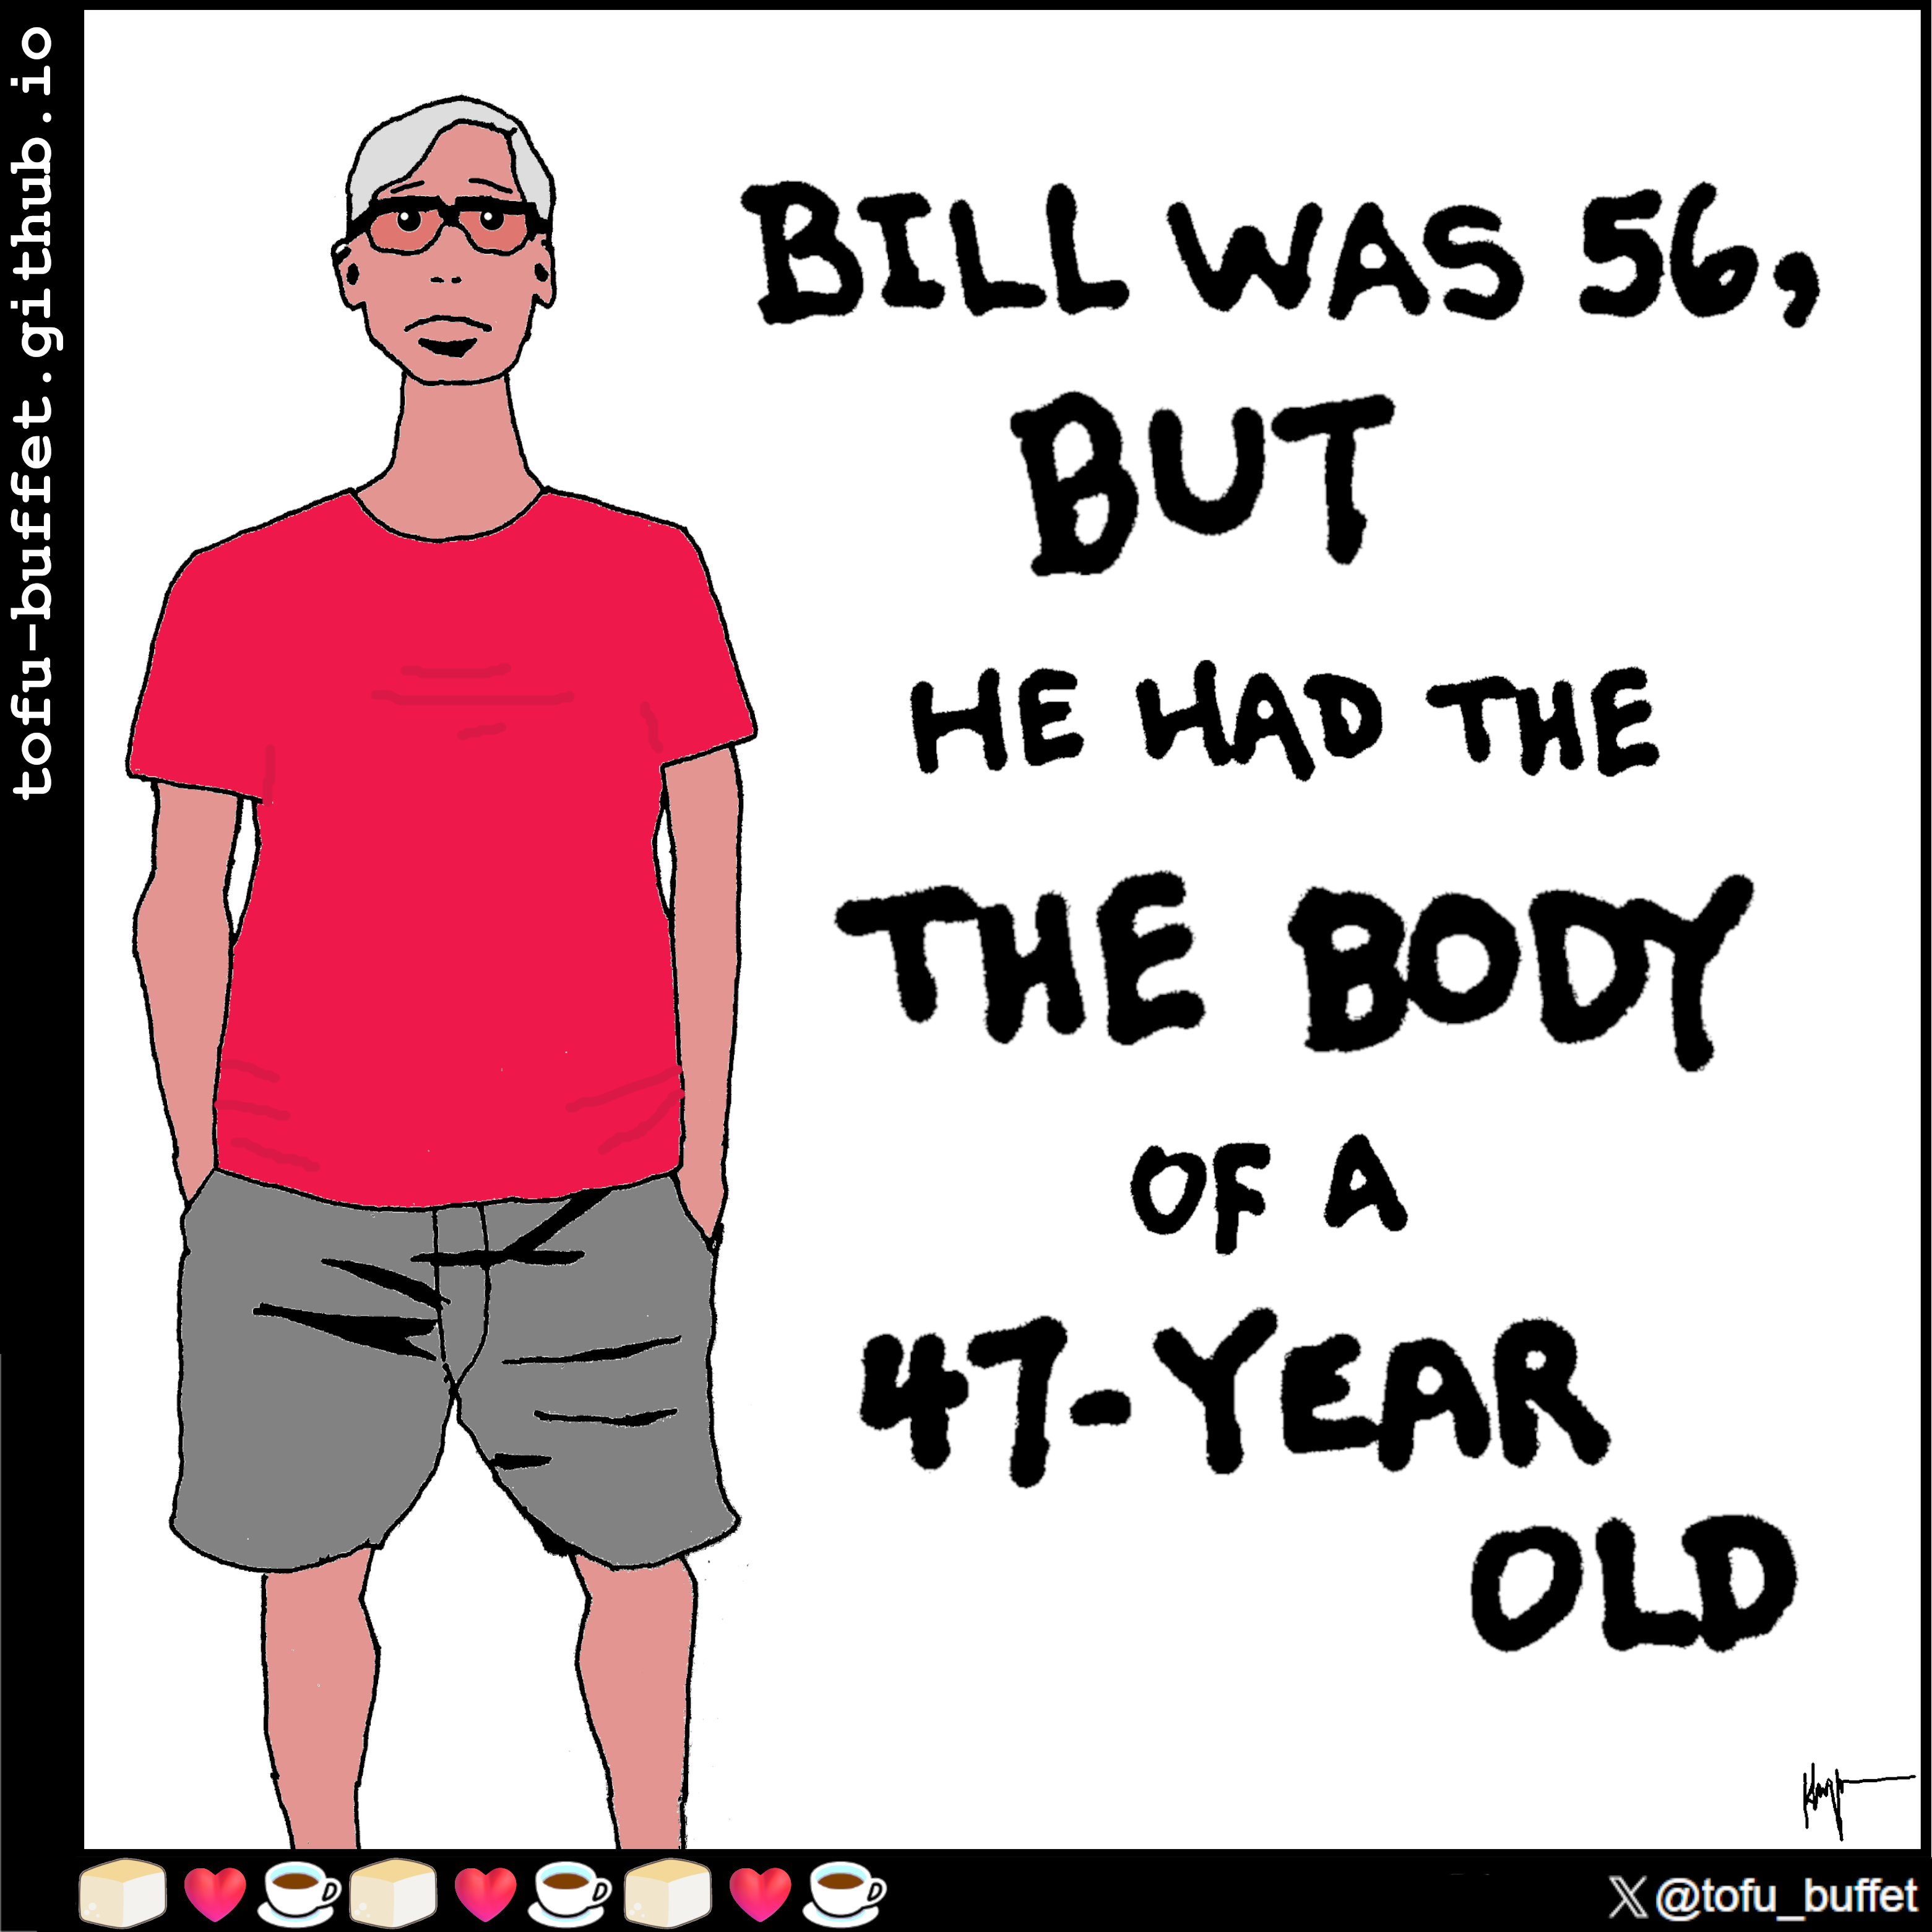 tofu-buffet.github.io
BILL WAS 56,
BUT
HE HAD THE
THE BODY
OF A
47-YEAR
OLD
X @tofu_buffet